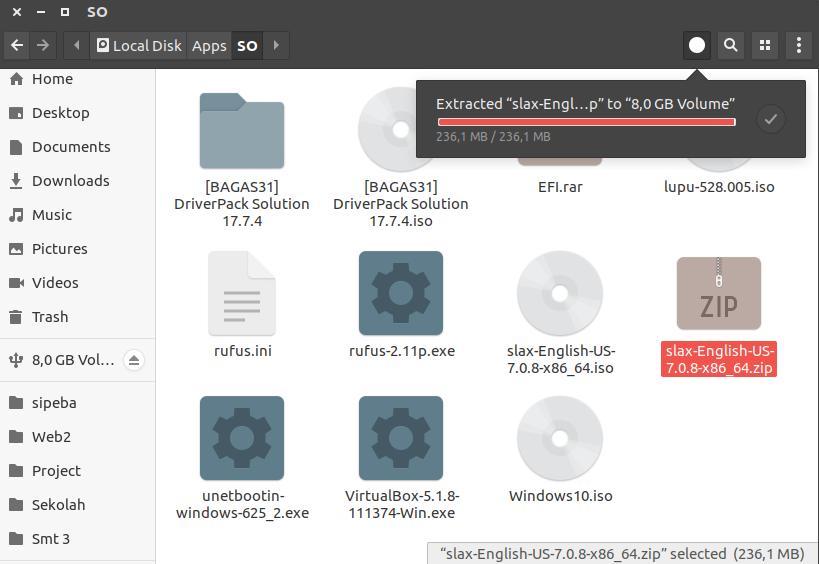 SO
Local Disk
Apps
SO
Home
Desktop
Documents
Downloads
Music
Pictures
Videos
Trash
8,0 GB Vol...
sipeba
Web2
Project
Sekolah
Smt 3
Extracted “slax-Engl...p” to “8,0 GB Volume”
236,1 MB / 236,1 MB
[BAGAS31]
DriverPack Solution
17.7.4
[BAGAS31]
DriverPack Solution
17.7.4.iso
EFI.rar
lupu-528.005.iso
rufus.ini
rufus-2.11p.exe
slax-English-US-
7.0.8-x86_64.iso
ZIP
slax-English-US-
7.0.8-x86_64.zip
unetbootin-
windows-625_2.exe
VirtualBox-5.1.8-
111374-Win.exe
Windows10.iso
“slax-English-US-7.0.8-x86_64.zip” selected (236,1 MB)